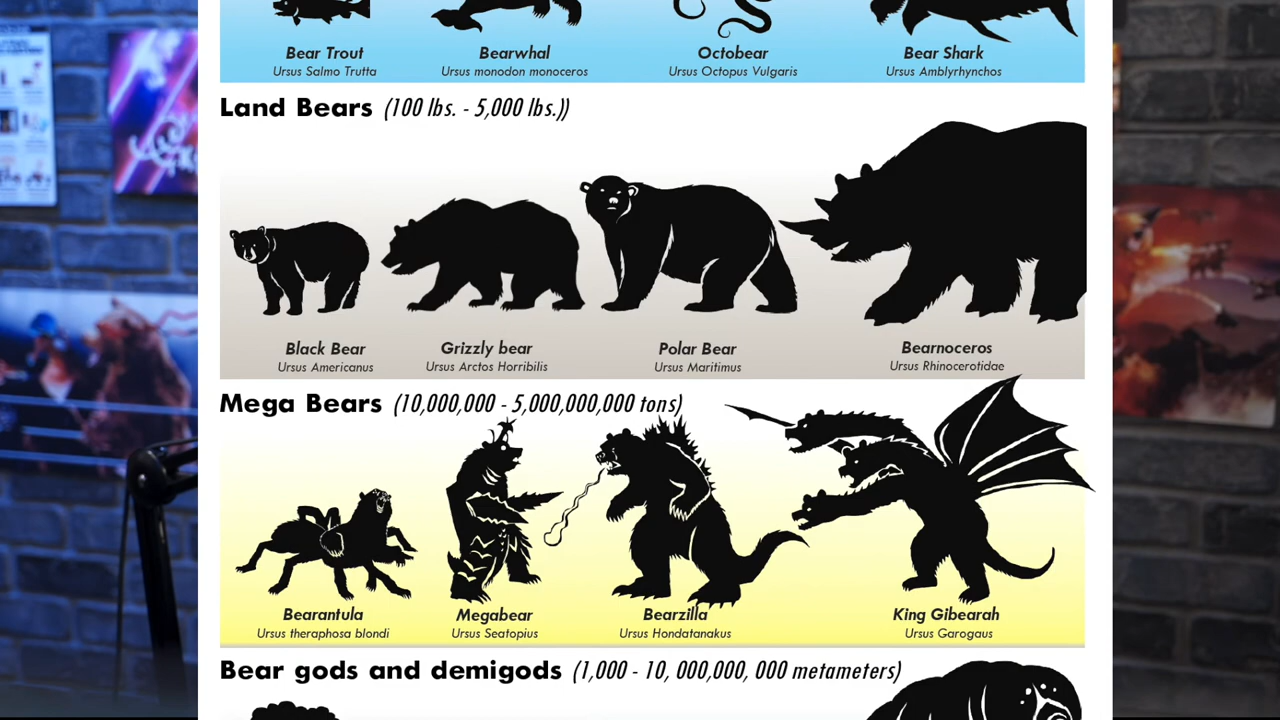 Bear Trout
Ursus Salmo Trutta
Bearwhal
Ursus monodon monoceros
Octobear
Ursus Octopus Vulgaris
Bear Shark
Ursus Amblyrhynchos
Land Bears (100 lbs. - 5,000 lbs.))
Black Bear
Ursus Americanus
Grizzly bear
Ursus Arctos Horribilis
Polar Bear
Ursus Maritimus
Bearnoceros
Ursus Rhinocerotidae
Mega Bears (10,000,000 - 5,000,000,000 tons)
Bearantula
Ursus theraphosa blondi
Megabear
Ursus Seatopius
Bearzilla
Ursus Hondatanakus
King Gibearah
Ursus Garogaus
Bear gods and demigods (1,000 - 10, 000,000, 000 metameters)